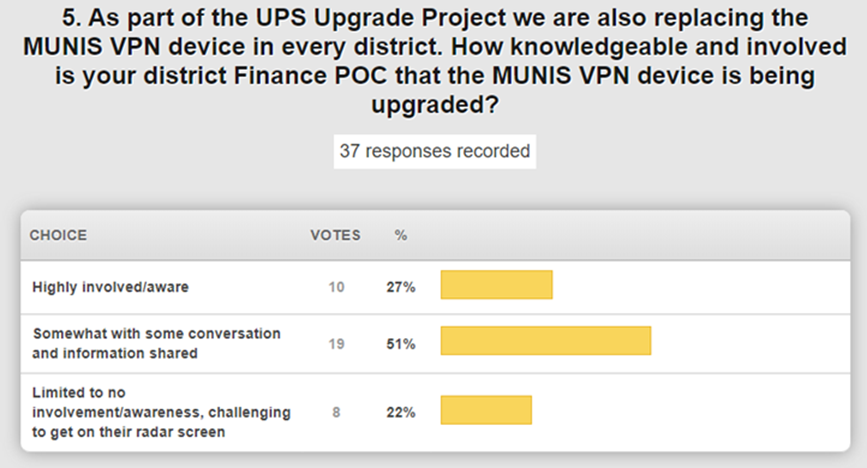 5. As part of the UPS Upgrade Project we are also replacing the
MUNIS VPN device in every district. How knowledgeable and involved
is your district Finance POC that the MUNIS VPN device is being
upgraded?
37 responses recorded
CHOICE VOTES %
Highly involved/aware 10 27%
Somewhat with some conversation
and information shared 19 51%
Limited to no
involvement/awareness, challenging 8 22%
to get on their radar screen